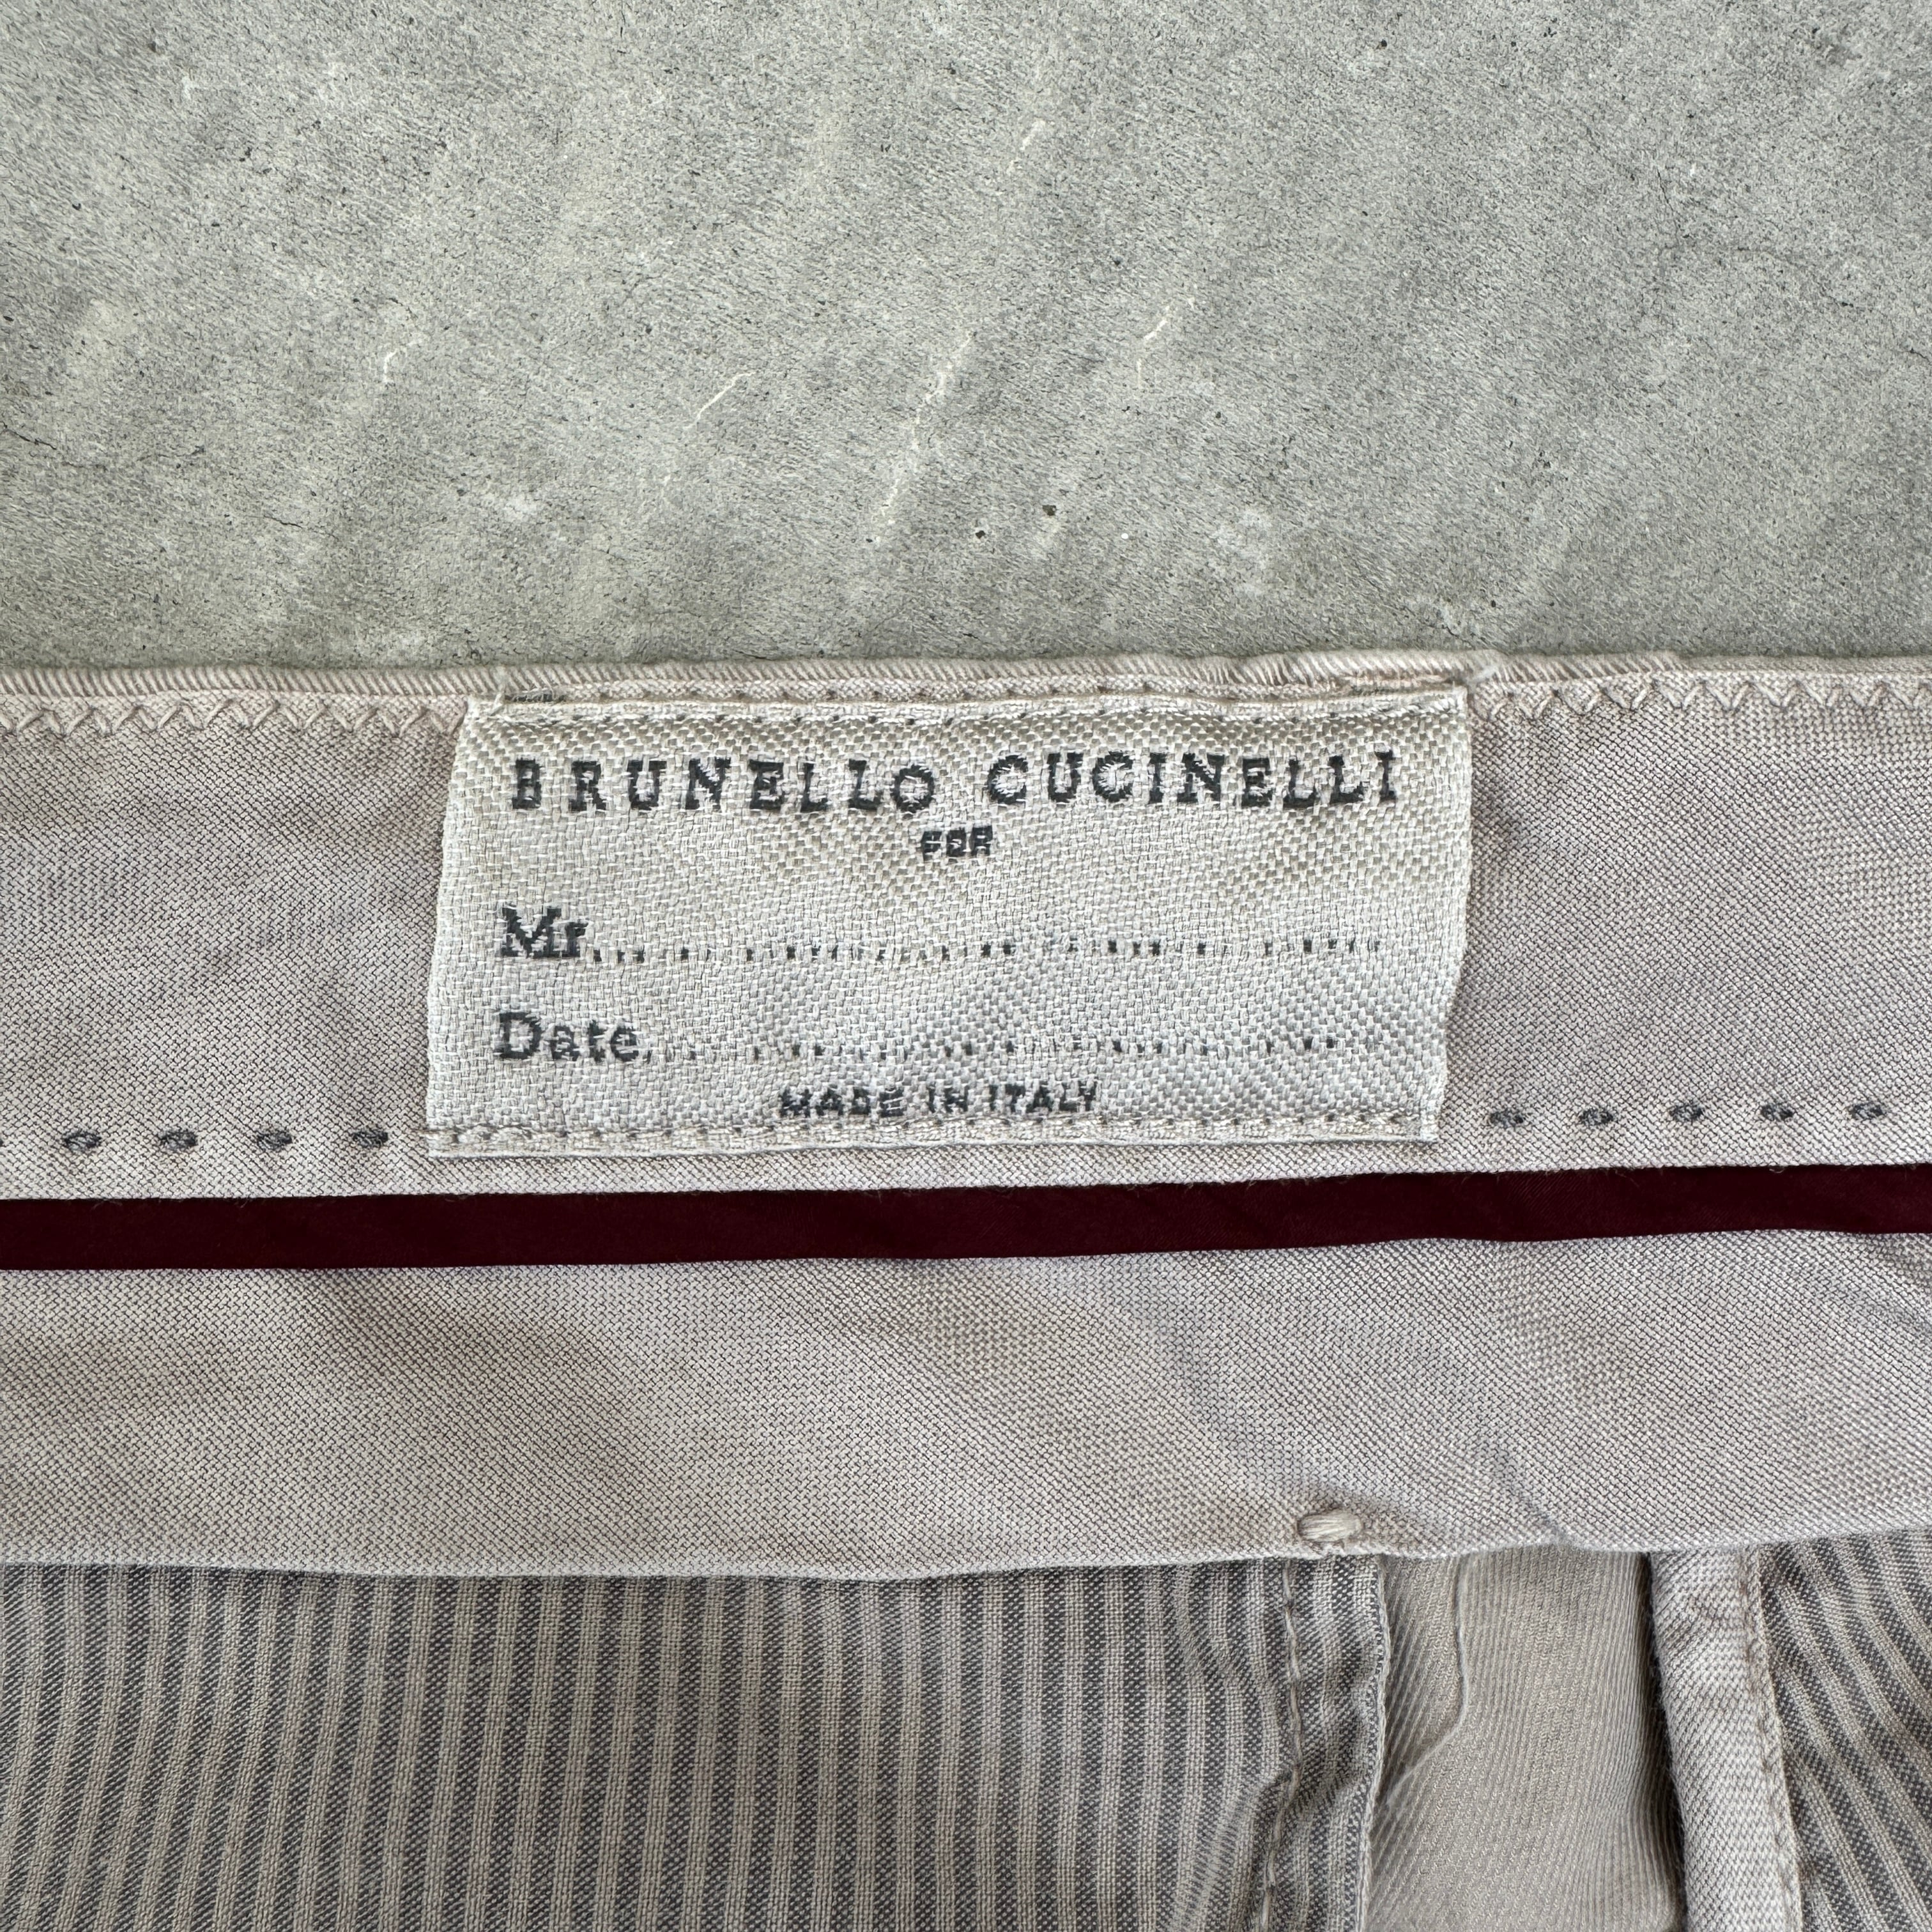 BRUNELLO CUCINELLI
FOR
Mr..............................
Date..............................
MADE IN ITALY